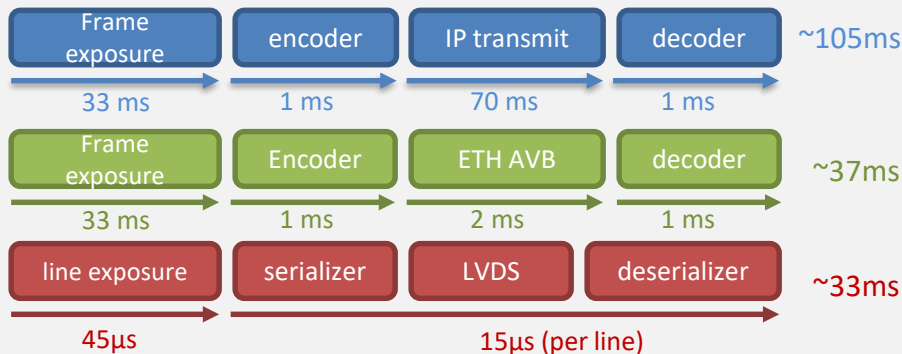 Frame
exposure
encoder
IP transmit
decoder
~105ms
33 ms
1 ms
70 ms
1 ms
Frame
exposure
Encoder
ETH AVB
decoder
~37ms
33 ms
1 ms
2 ms
1 ms
line exposure
serializer
LVDS
deserializer
~33ms
45µs
15µs (per line)